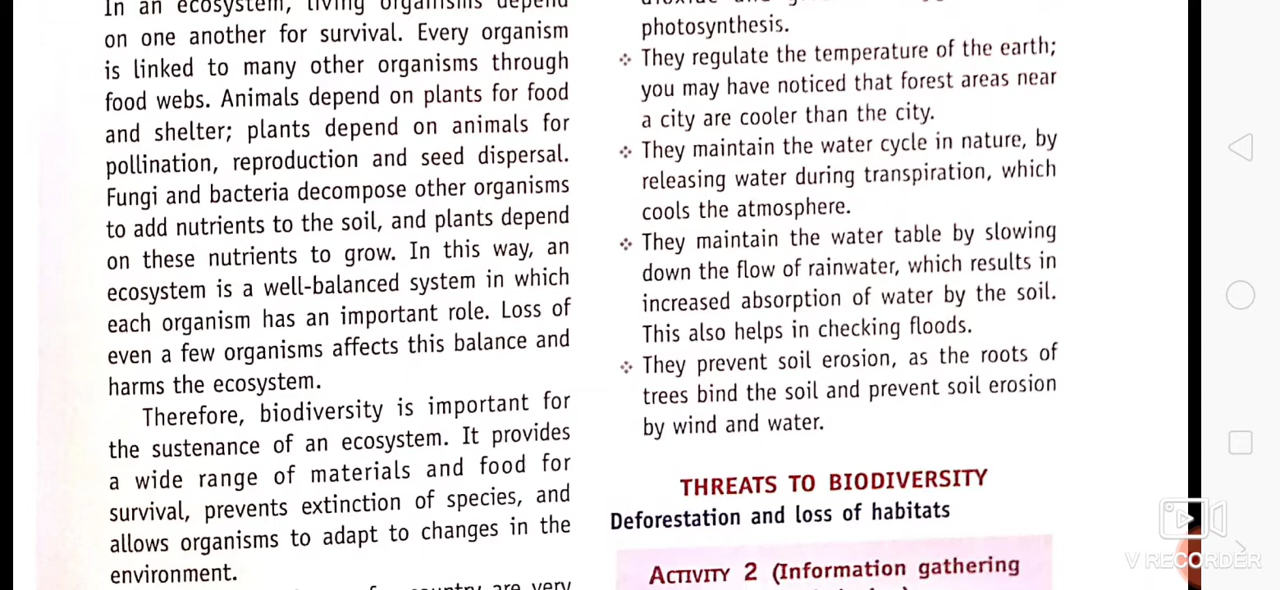 In an ecosystem, living organisms depend
on one another for survival. Every organism
is linked to many other organisms through
food webs. Animals depend on plants for food
and shelter; plants depend on animals for
pollination, reproduction and seed dispersal.
Fungi and bacteria decompose other organisms
to add nutrients to the soil, and plants depend
on these nutrients to grow. In this way, an
ecosystem is a well-balanced system in which
each organism has an important role. Loss of
even a few organisms affects this balance and
harms the ecosystem.
Therefore, biodiversity is important for
the sustenance of an ecosystem. It provides
a wide range of materials and food for
survival, prevents extinction of species, and
allows organisms to adapt to changes in the
environment.
country are very
photosynthesis.
❖ They regulate the temperature of the earth;
you may have noticed that forest areas near
a city are cooler than the city.
❖ They maintain the water cycle in nature, by
releasing water during transpiration, which
cools the atmosphere.
❖ They maintain the water table by slowing
down the flow of rainwater, which results in
increased absorption of water by the soil.
This also helps in checking floods.
❖ They prevent soil erosion, as the roots of
trees bind the soil and prevent soil erosion
by wind and water.
THREATS TO BIODIVERSITY
Deforestation and loss of habitats
ACTIVITY 2 (Information gathering
V RECORDER